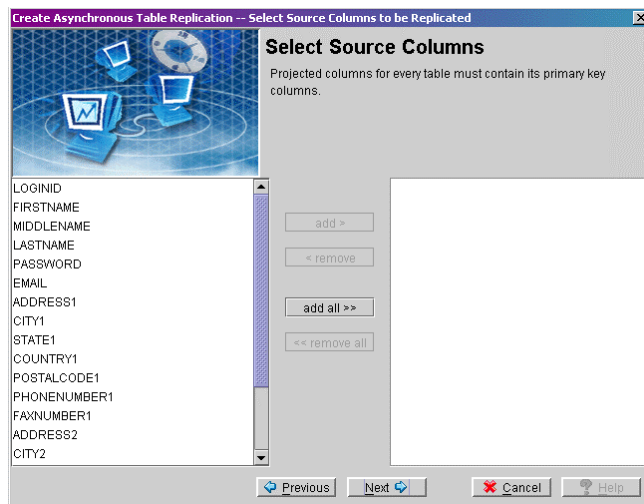 Create Asynchronous Table Replication -- Select Source Columns to be Replicated
Select Source Columns
Projected columns for every table must contain its primary key
columns.
LOGINID
FIRSTNAME
MIDDLENAME
LASTNAME
PASSWORD
EMAIL
ADDRESS1
CITY1
STATE1
COUNTRY1
POSTALCODE1
PHONENUMBER1
FAXNUMBER1
ADDRESS2
CITY2
add >
< remove
add all >>
<< remove all
Previous
Next
Cancel
Help